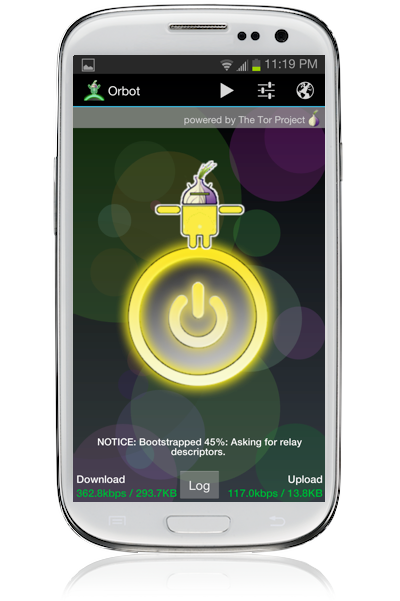 11:19 PM
Orbot
powered by The Tor Project
NOTICE: Bootstrapped 45%: Asking for relay
descriptors.
Download
Upload
362.8kbps / 293.7KB
Log
117.0kbps / 13.8KB